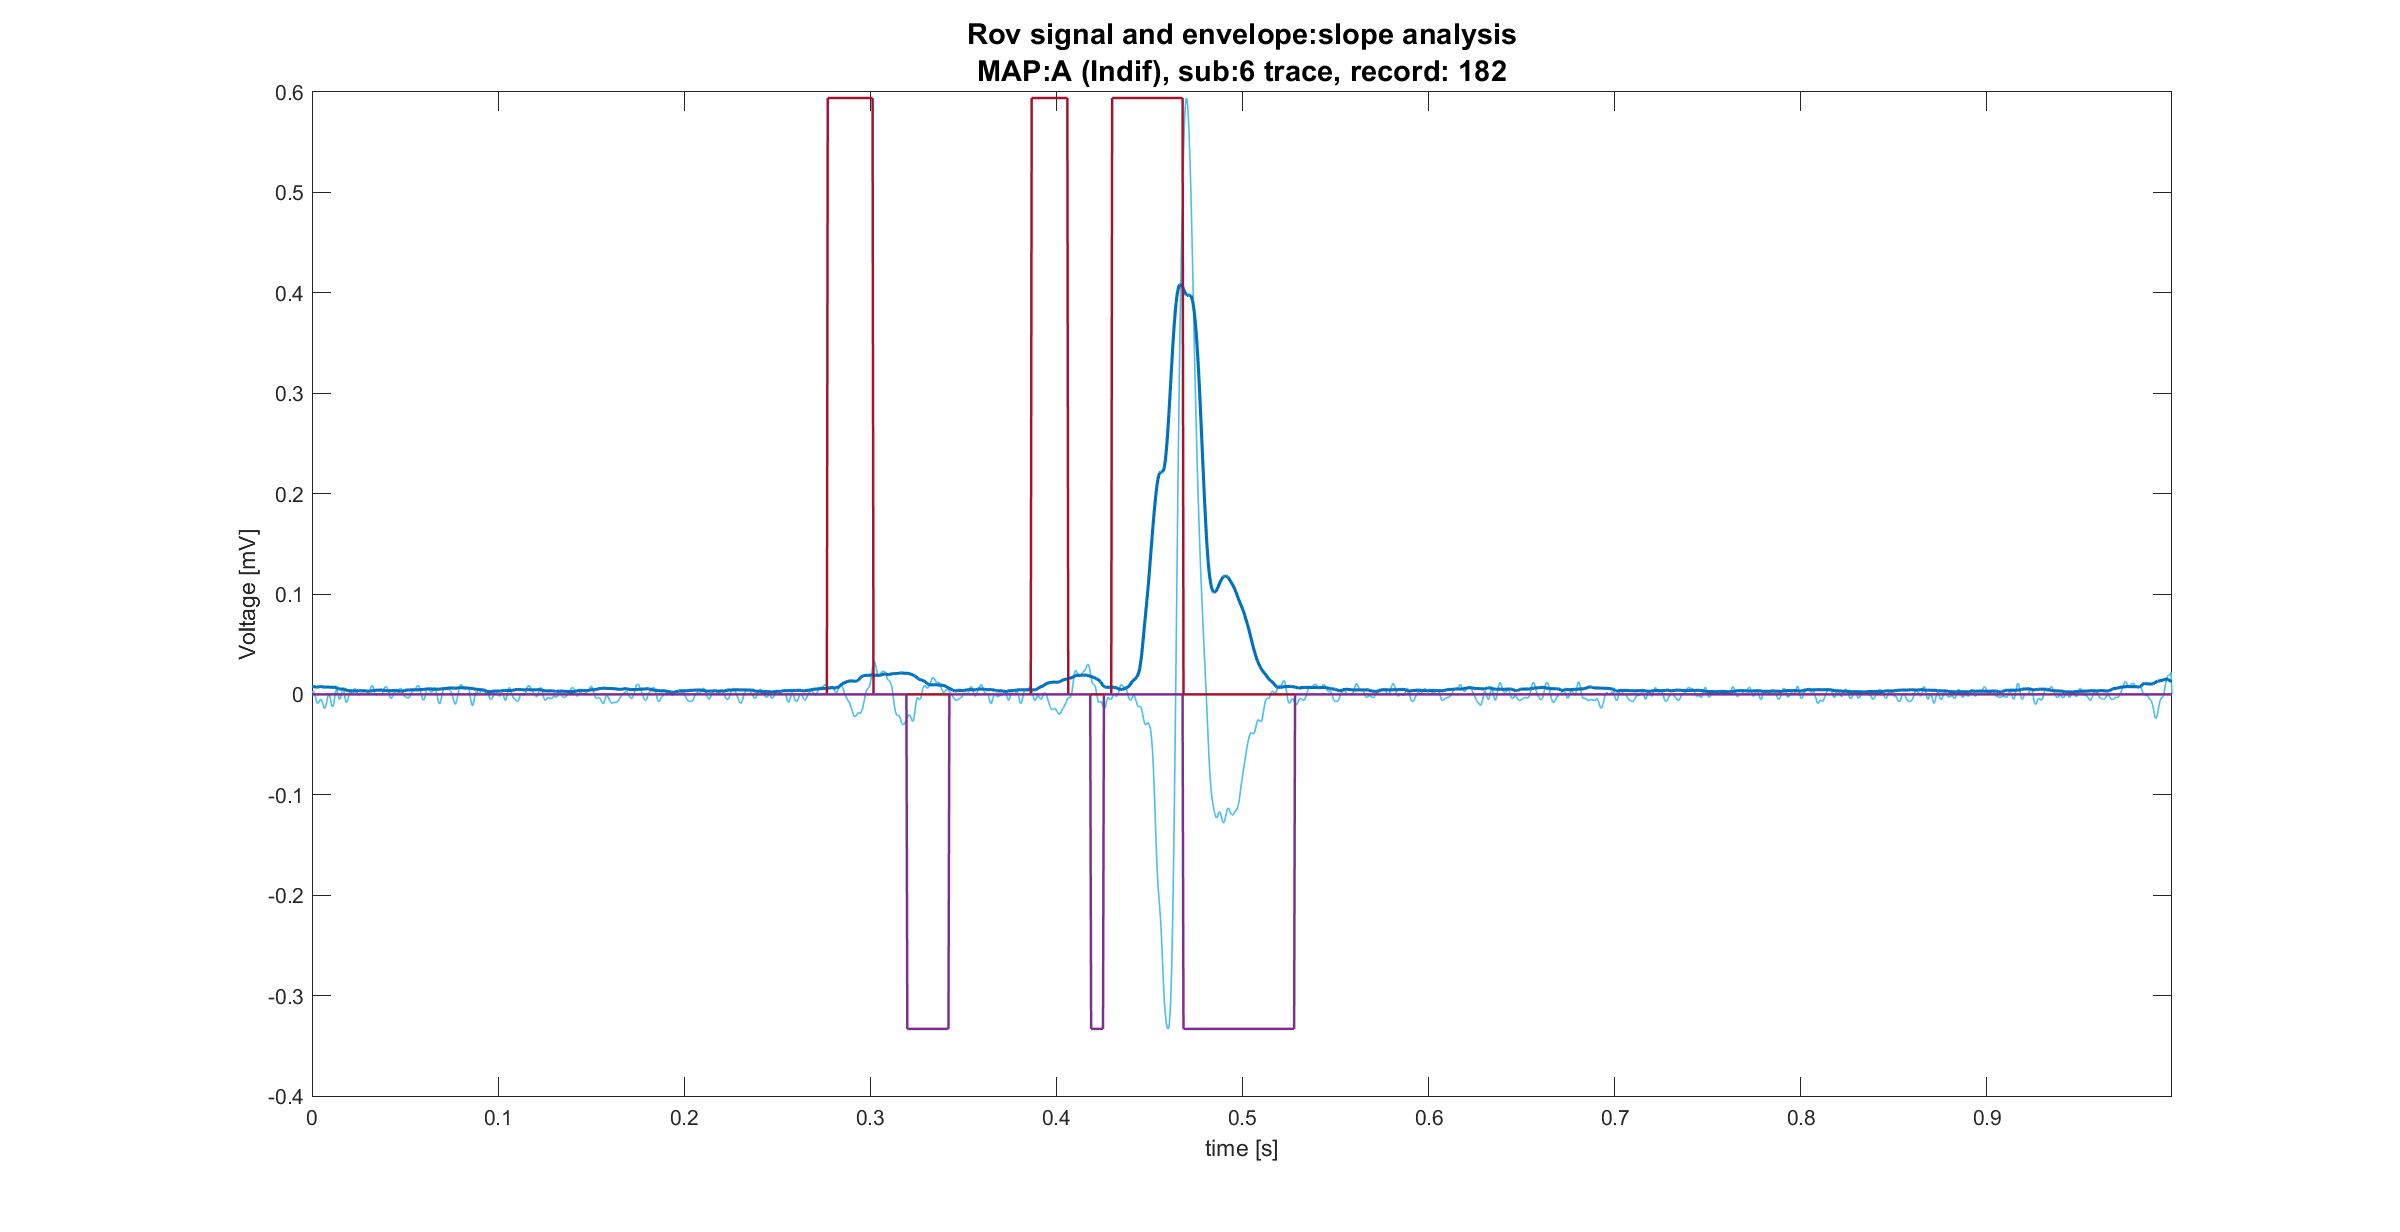 Rov signal and envelope:slope analysis
MAP:A (Indif), sub:6 trace, record: 182
0.6
0.5
0.4
0.3
0.2
0.1
0
-0.1
-0.2
-0.3
-0.4
Voltage [mV]
0 0.1 0.2 0.3 0.4 0.5 0.6 0.7 0.8 0.9
time [s]